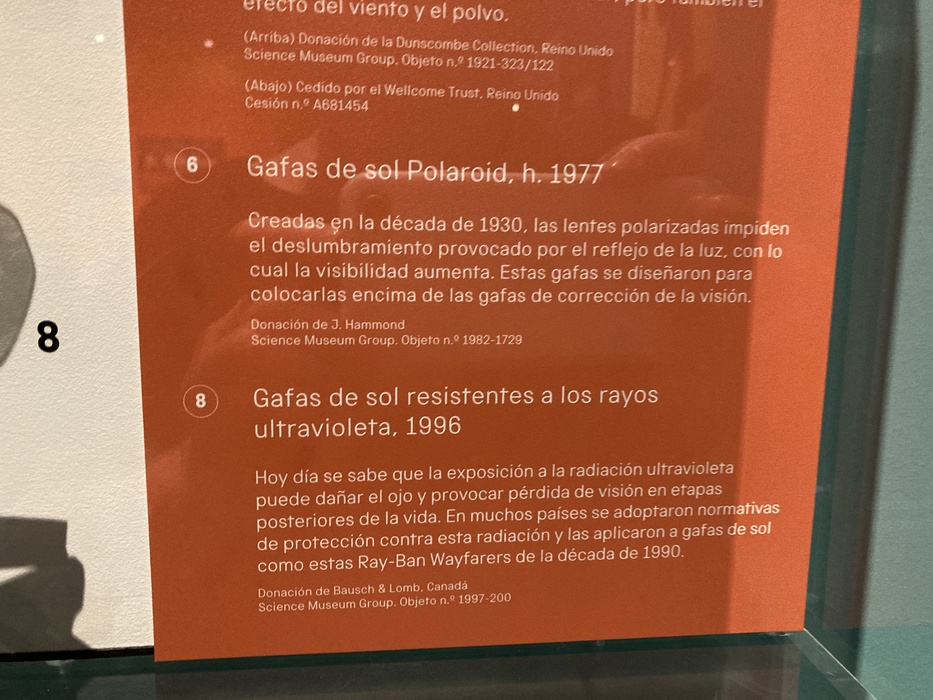 efecto del viento y el polvo.
(Arriba) Donación de la Dunscombe Collection, Reino Unido
Science Museum Group. Objeto n.º 1921-323/122
(Abajo) Cedido por el Wellcome Trust, Reino Unido
Cesión n.º A681454
6
Gafas de sol Polaroid, h. 1977
Creadas en la década de 1930, las lentes polarizadas impiden
el deslumbramiento provocado por el reflejo de la luz, con lo
cual la visibilidad aumenta. Estas gafas se diseñaron para
colocarlas encima de las gafas de corrección de la visión.
Donación de J. Hammond
Science Museum Group. Objeto n.º 1982-1729
8
8
Gafas de sol resistentes a los rayos
ultravioleta, 1996
Hoy día se sabe que la exposición a la radiación ultravioleta
puede dañar el ojo y provocar pérdida de visión en etapas
posteriores de la vida. En muchos países se adoptaron normativas
de protección contra esta radiación y las aplicaron a gafas de sol
como estas Ray-Ban Wayfarers de la década de 1990.
Donación de Bausch & Lomb, Canadá
Science Museum Group. Objeto n.º 1997-200